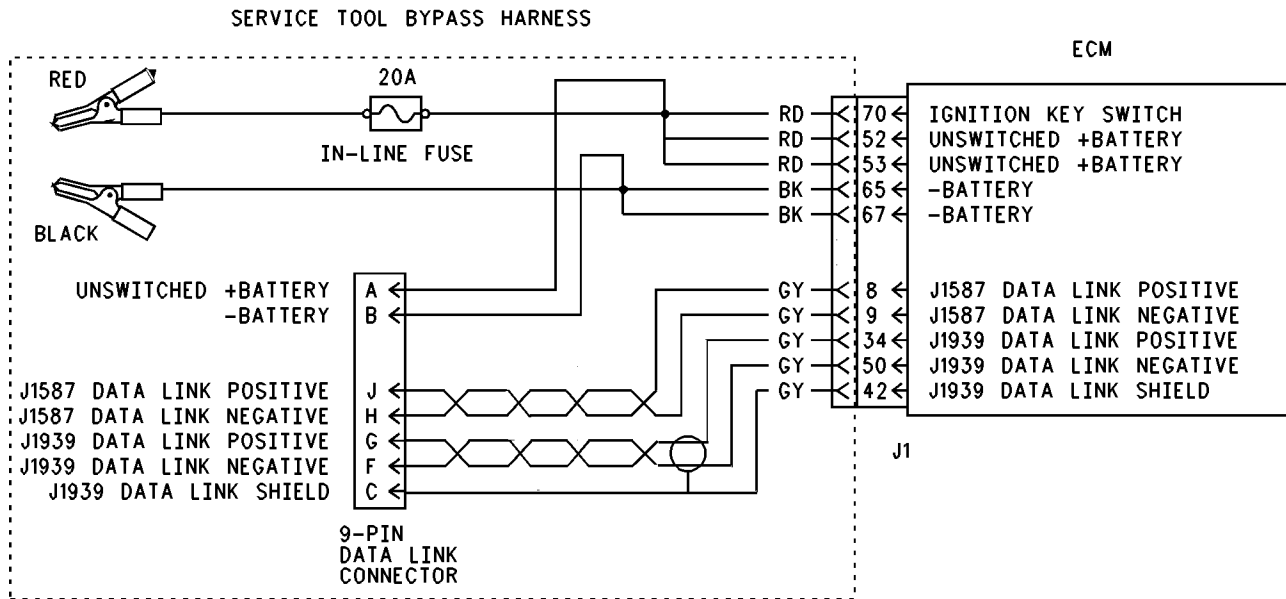 SERVICE TOOL BYPASS HARNESS
ECM
RED
20A
IN-LINE FUSE
BLACK
RD 70 IGNITION KEY SWITCH
RD 52 UNSWITCHED +BATTERY
RD 53 UNSWITCHED +BATTERY
BK 65 -BATTERY
BK 67 -BATTERY
UNSWITCHED +BATTERY A
-BATTERY B
GY 8 J1587 DATA LINK POSITIVE
GY 9 J1587 DATA LINK NEGATIVE
GY 34 J1939 DATA LINK POSITIVE
GY 50 J1939 DATA LINK NEGATIVE
GY 42 J1939 DATA LINK SHIELD
J1587 DATA LINK POSITIVE J
J1587 DATA LINK NEGATIVE H
J1939 DATA LINK POSITIVE G
J1939 DATA LINK NEGATIVE F
J1939 DATA LINK SHIELD C
J1
9-PIN
DATA LINK
CONNECTOR